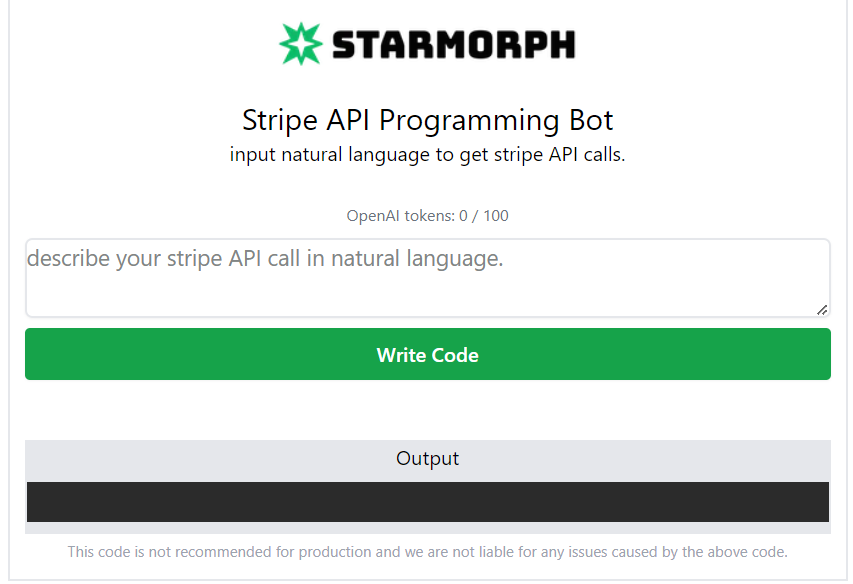 STARMORPH
Stripe API Programming Bot
input natural language to get stripe API calls.
OpenAI tokens: 0 / 100
describe your stripe API call in natural language.
Write Code
Output
This code is not recommended for production and we are not liable for any issues caused by the above code.